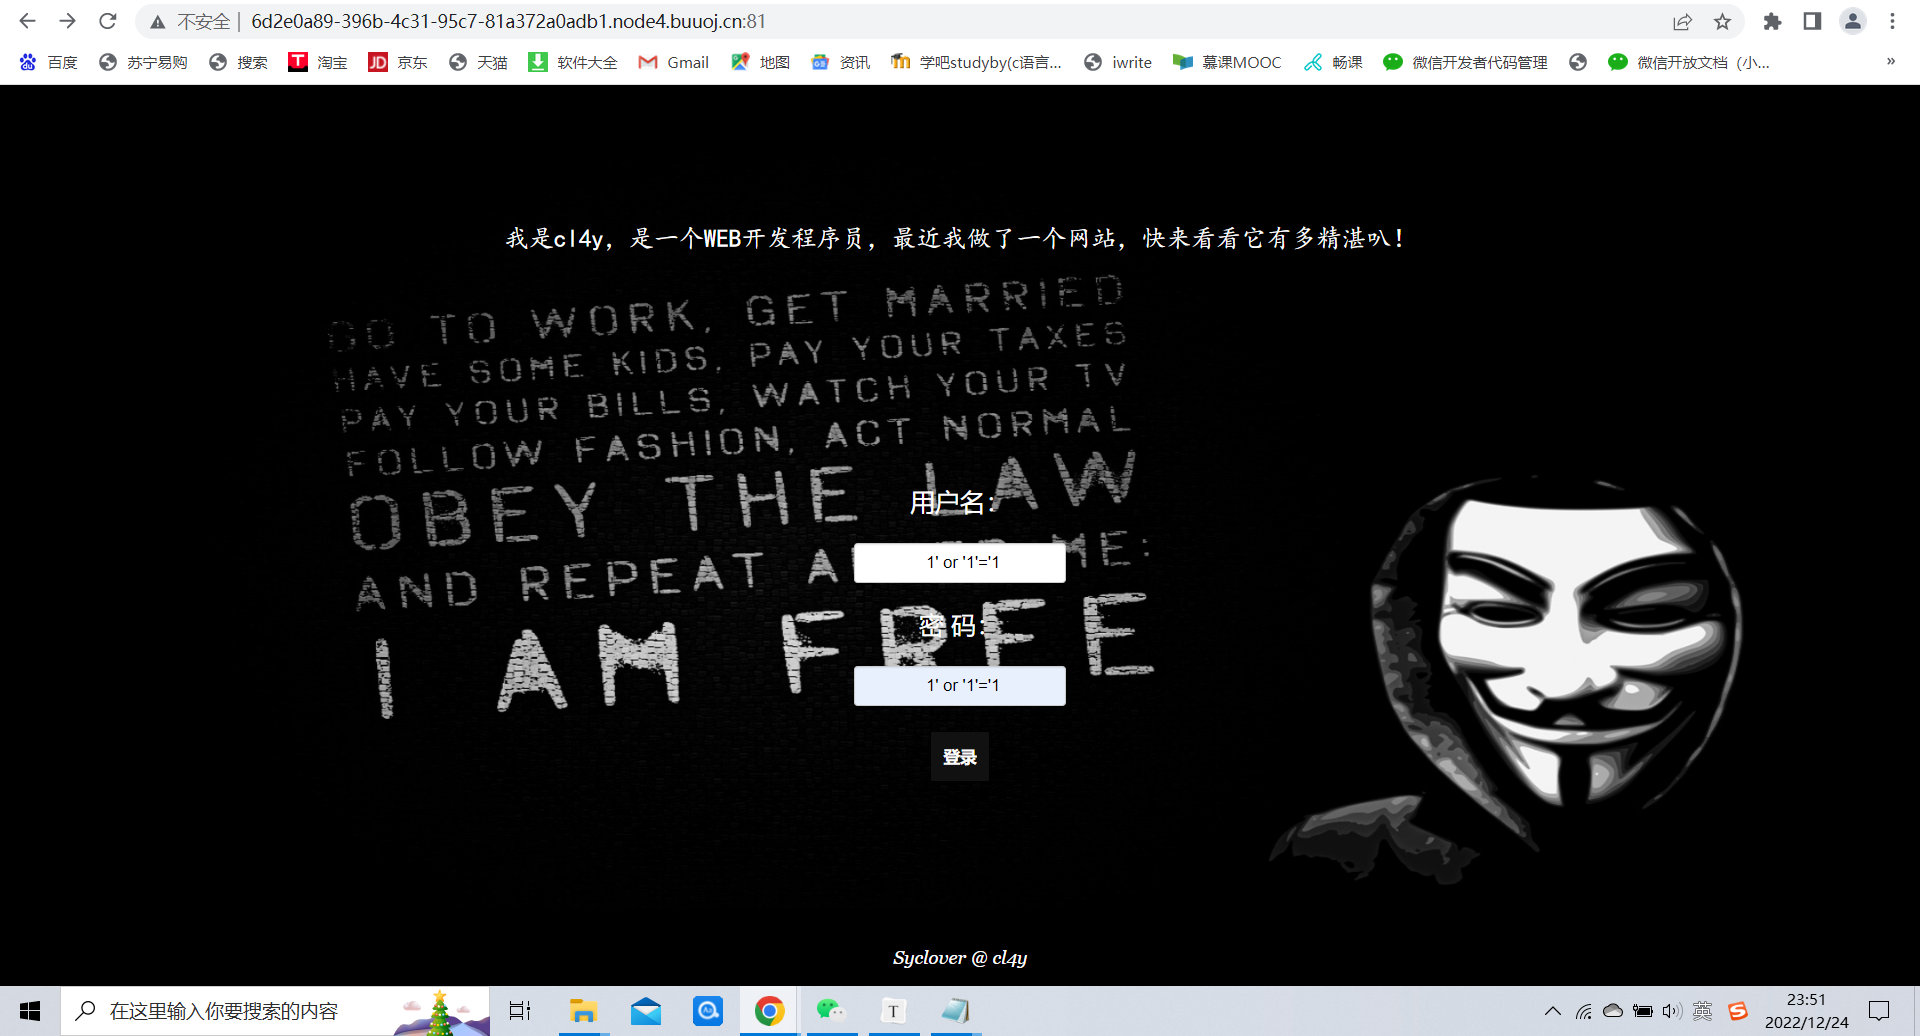 不安全 | 6d2e0a89-396b-4c31-95c7-81a372a0adb1.node4.buuoj.cn:81
百度 苏宁易购 搜索 淘宝 京东 天猫 软件大全 Gmail 地图 资讯 学吧studyby(c语言... iwrite 慕课MOOC 畅课 微信开发者代码管理 微信开放文档（小... »
我是cl4y，是一个WEB开发程序员，最近我做了一个网站，快来看看它有多精湛叭！
GO TO WORK, GET MARRIED
HAVE SOME KIDS, PAY YOUR TAXES
PAY YOUR BILLS, WATCH YOUR TV
FOLLOW FASHION, ACT NORMAL
OBEY THE LAW
AND REPEAT ME:
I AM FREE
用户名：
1' or '1'='1
密 码：
1' or '1'='1
登录
Syclover @ cl4y
在这里输入你要搜索的内容
英
23:51
2022/12/24